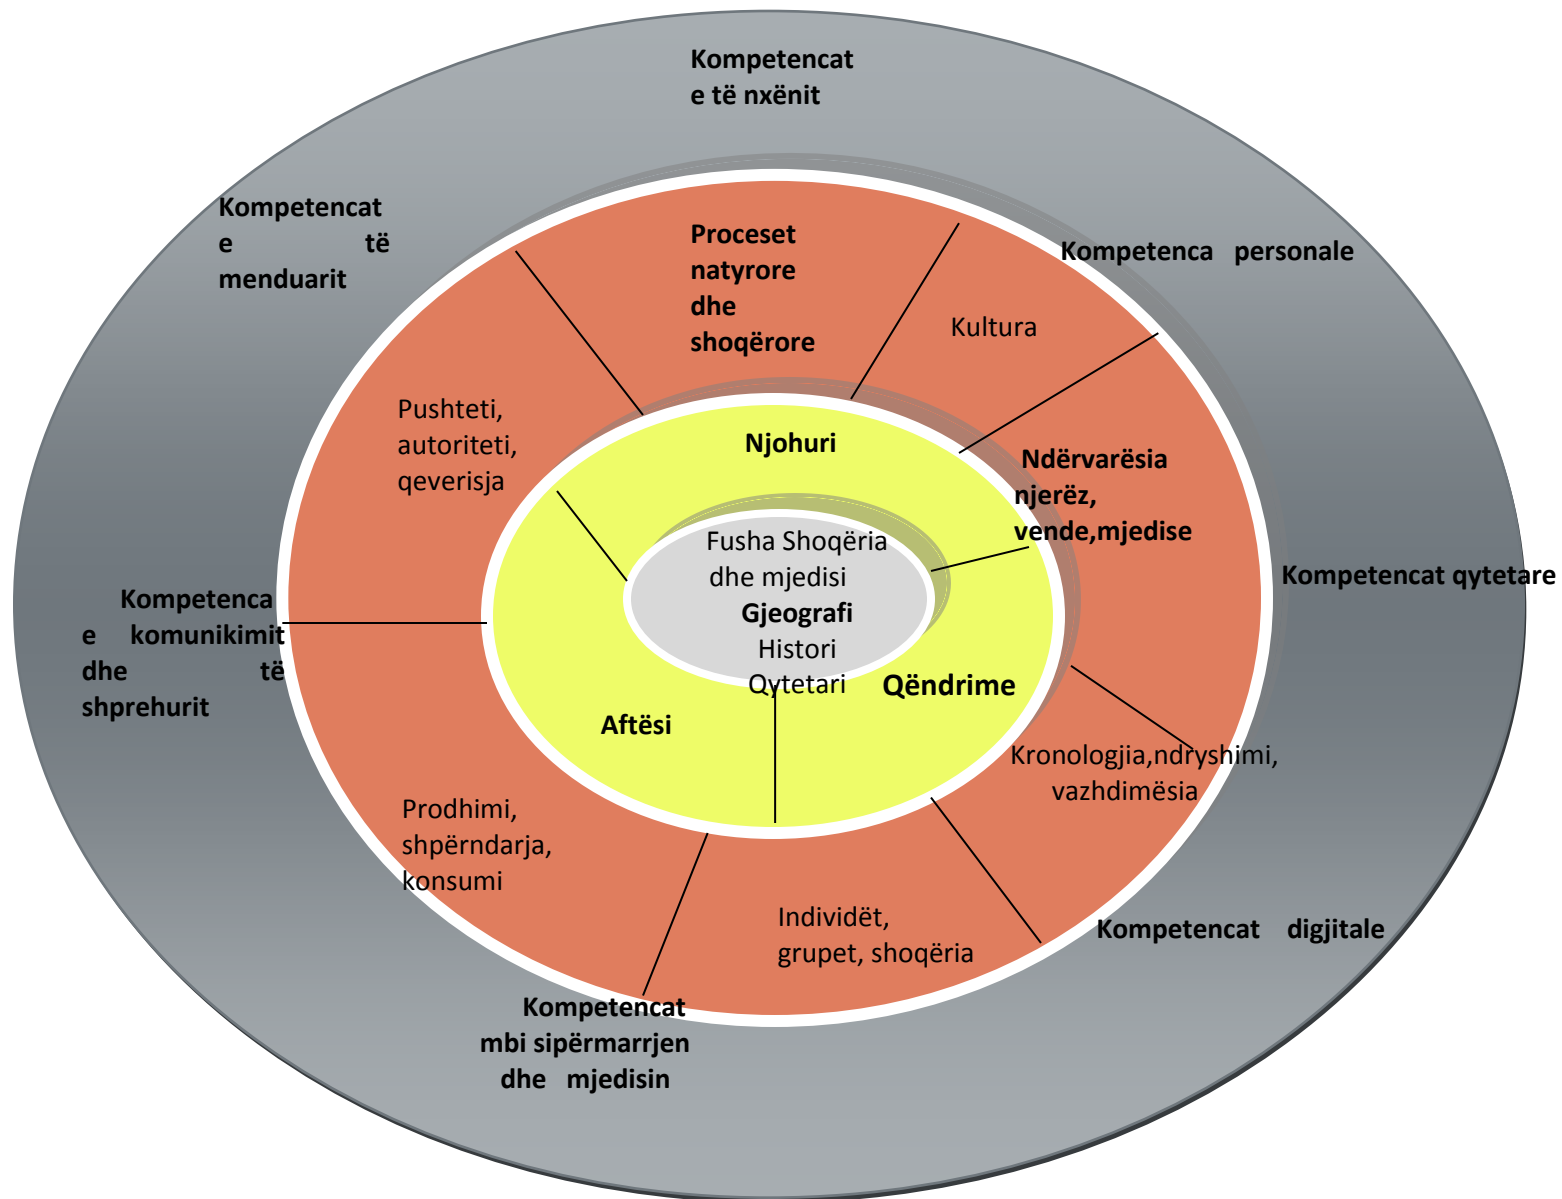 Kompetencat
e të nxënit
Kompetencat
e të
menduarit
Proceset
natyrore
dhe
shoqërore
Kompetenca personale
Kultura
Pushteti,
autoriteti,
qeverisja
Njohuri
Ndërvarësia
njerëz,
vende,mjedise
Fusha Shoqëria
dhe mjedisi
Gjeografi
Histori
Qytetari
Kompetencat qytetare
Kompetenca
e komunikimit
dhe të
shprehurit
Qëndrime
Aftësi
Kronologjia,ndryshimi,
vazhdimësia
Prodhimi,
shpërndarja,
konsumi
Individët,
grupet, shoqëria
Kompetencat digjitale
Kompetencat
mbi sipërmarrjen
dhe mjedisin